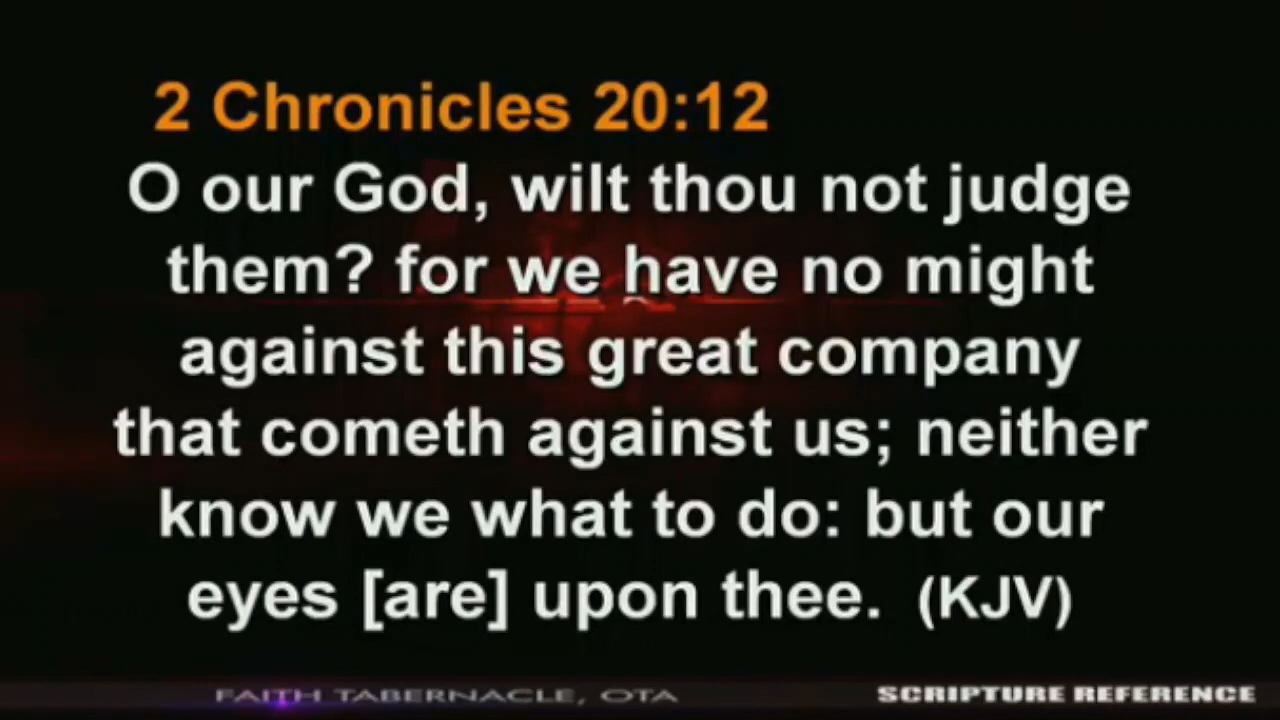 2 Chronicles 20:12
O our God, wilt thou not judge
them? for we have no might
against this great company
that cometh against us; neither
know we what to do: but our
eyes [are] upon thee. (KJV)
FAITH TABERNACLE, OTA
SCRIPTURE REFERENCE